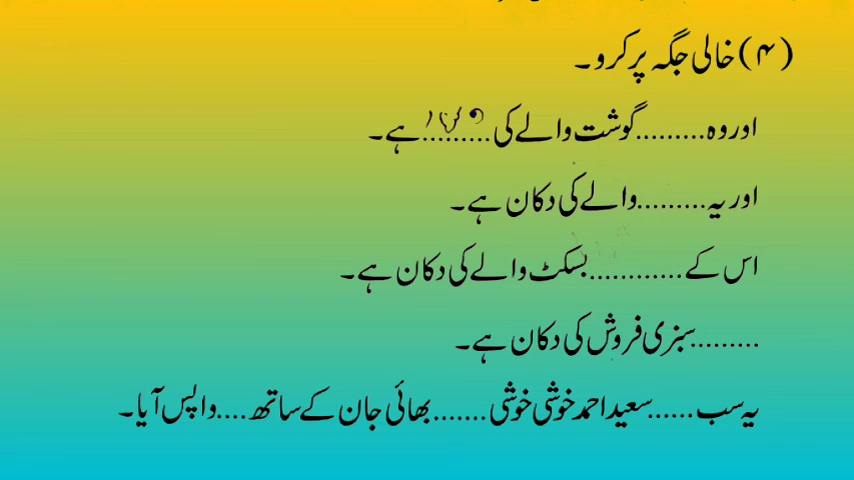 (۴) خالی جگہ پر کرو۔
اور وہ.........گوشت والے کی.........ہے۔
اور یہ.........والے کی دکان ہے۔
اس کے............بسکٹ والے کی دکان ہے۔
.........سبزی فروش کی دکان ہے۔
یہ سب......سعید احمد خوشی خوشی.......بھائی جان کے ساتھ....واپس آیا۔